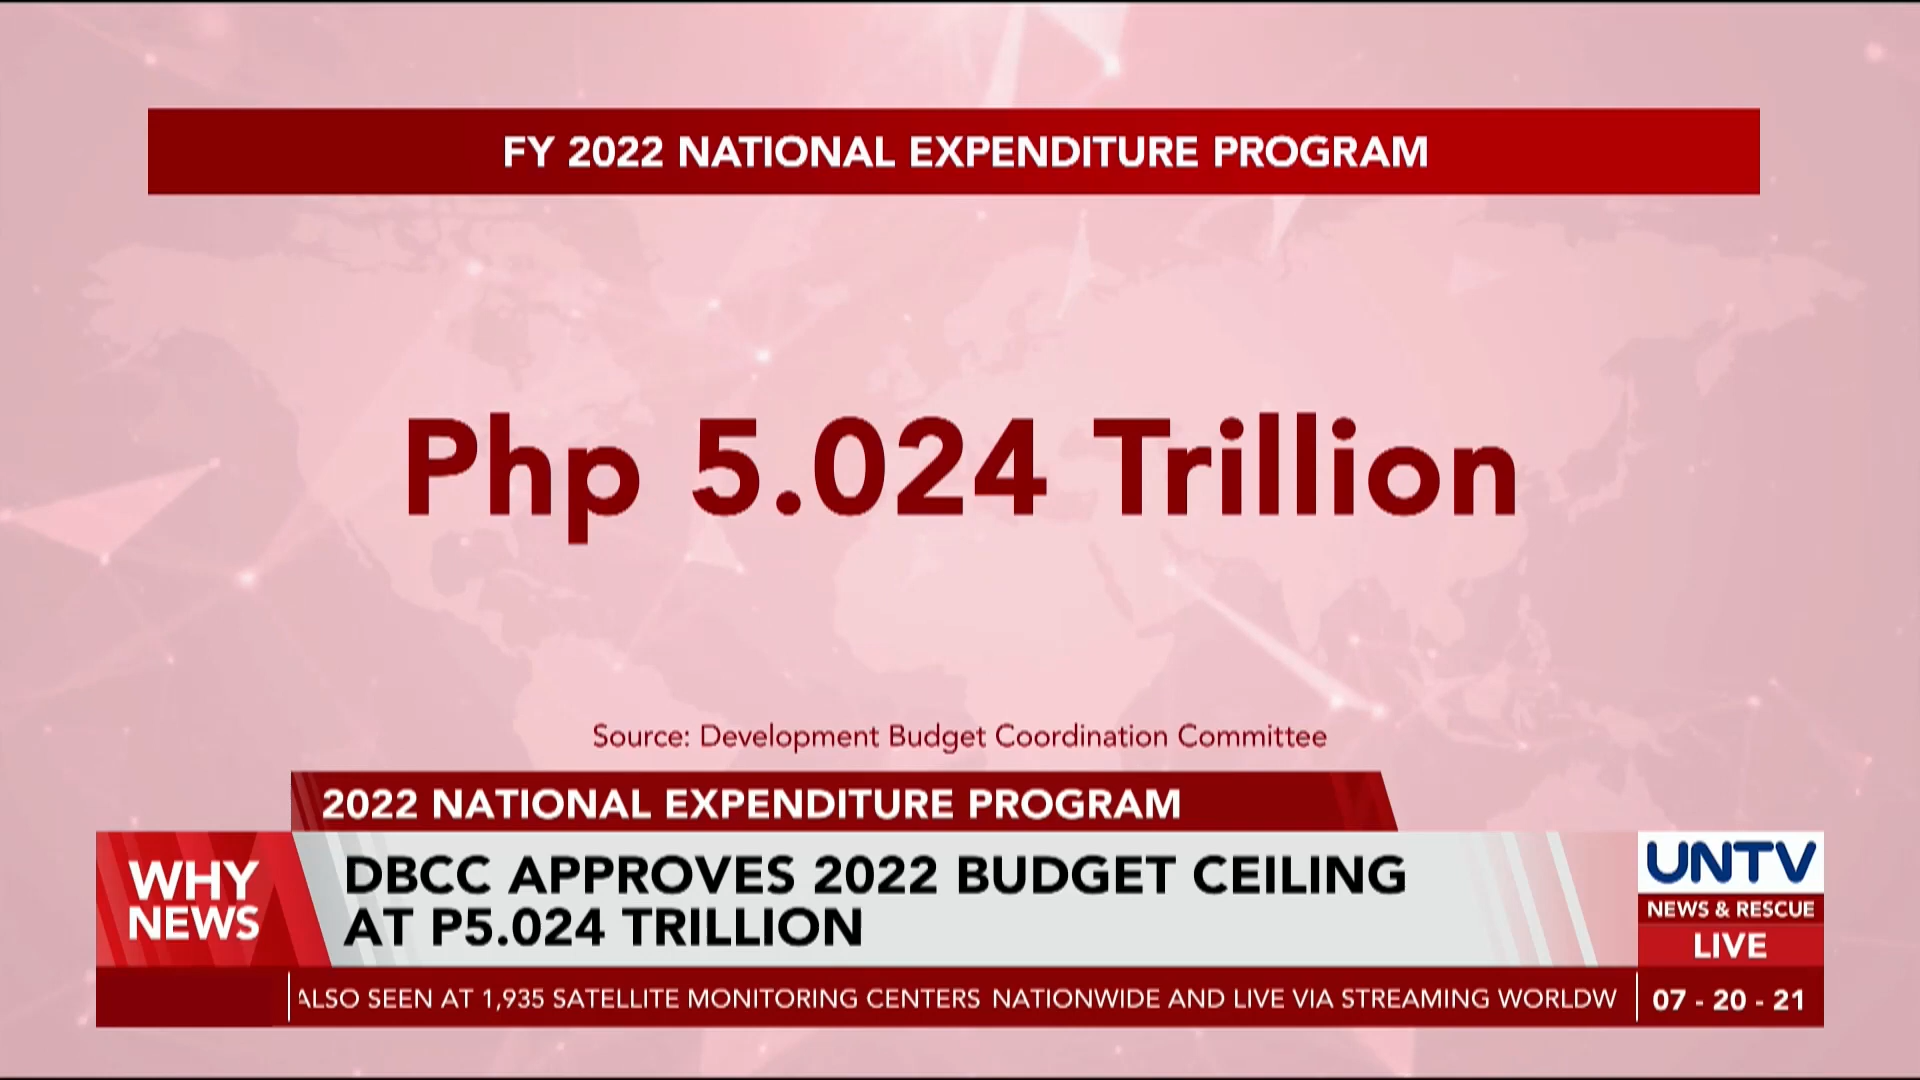 FY 2022 NATIONAL EXPENDITURE PROGRAM
Php 5.024 Trillion
Source: Development Budget Coordination Committee
2022 NATIONAL EXPENDITURE PROGRAM
WHY
NEWS
DBCC APPROVES 2022 BUDGET CEILING
AT P5.024 TRILLION
UNTV
NEWS & RESCUE
LIVE
ALSO SEEN AT 1,935 SATELLITE MONITORING CENTERS NATIONWIDE AND LIVE VIA STREAMING WORLDW
07 - 20 - 21